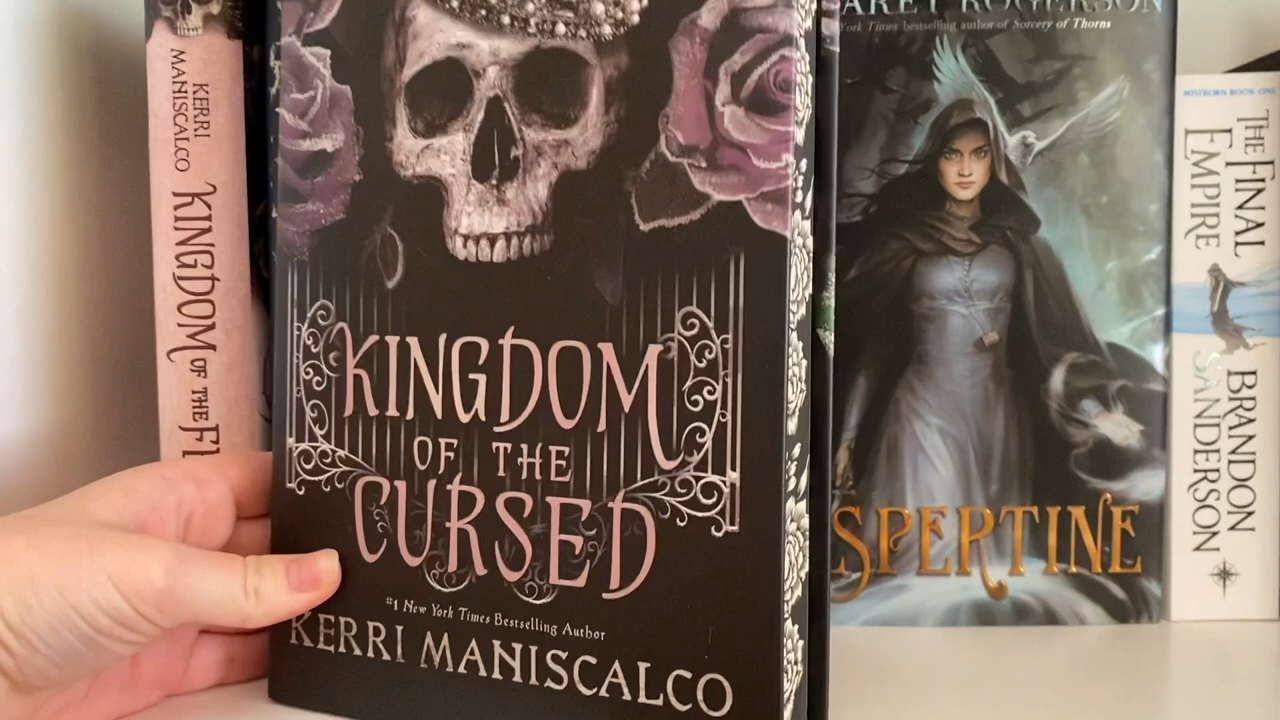 KERRI
MANISCALCO
KINGDOM OF THE
KINGDOM
OF THE
CURSED
#1 New York Times Bestselling Author
KERRI MANISCALCO
ROGERSON
York Times bestselling author of Sorcery of Thorns
SPERTINE
MISTBORN BOOK ONE
THE FINAL
EMPIRE
BRANDON
SANDERSON